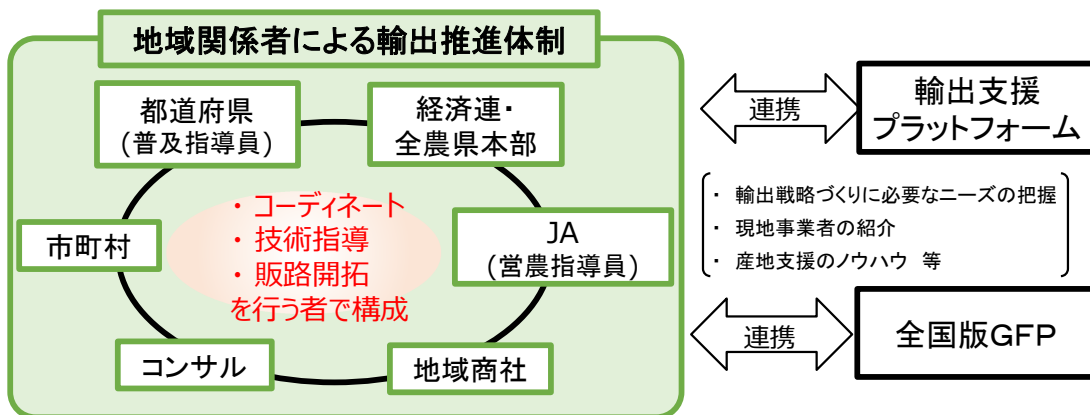 地域関係者による輸出推進体制
都道府県
(普及指導員)
経済連・
全農県本部
市町村
・コーディネート
・技術指導
・販路開拓
を行う者で構成
JA
(営農指導員)
コンサル
地域商社
連携
輸出支援
プラットフォーム
・ 輸出戦略づくりに必要なニーズの把握
・ 現地事業者の紹介
・ 産地支援のノウハウ 等
連携
全国版GFP